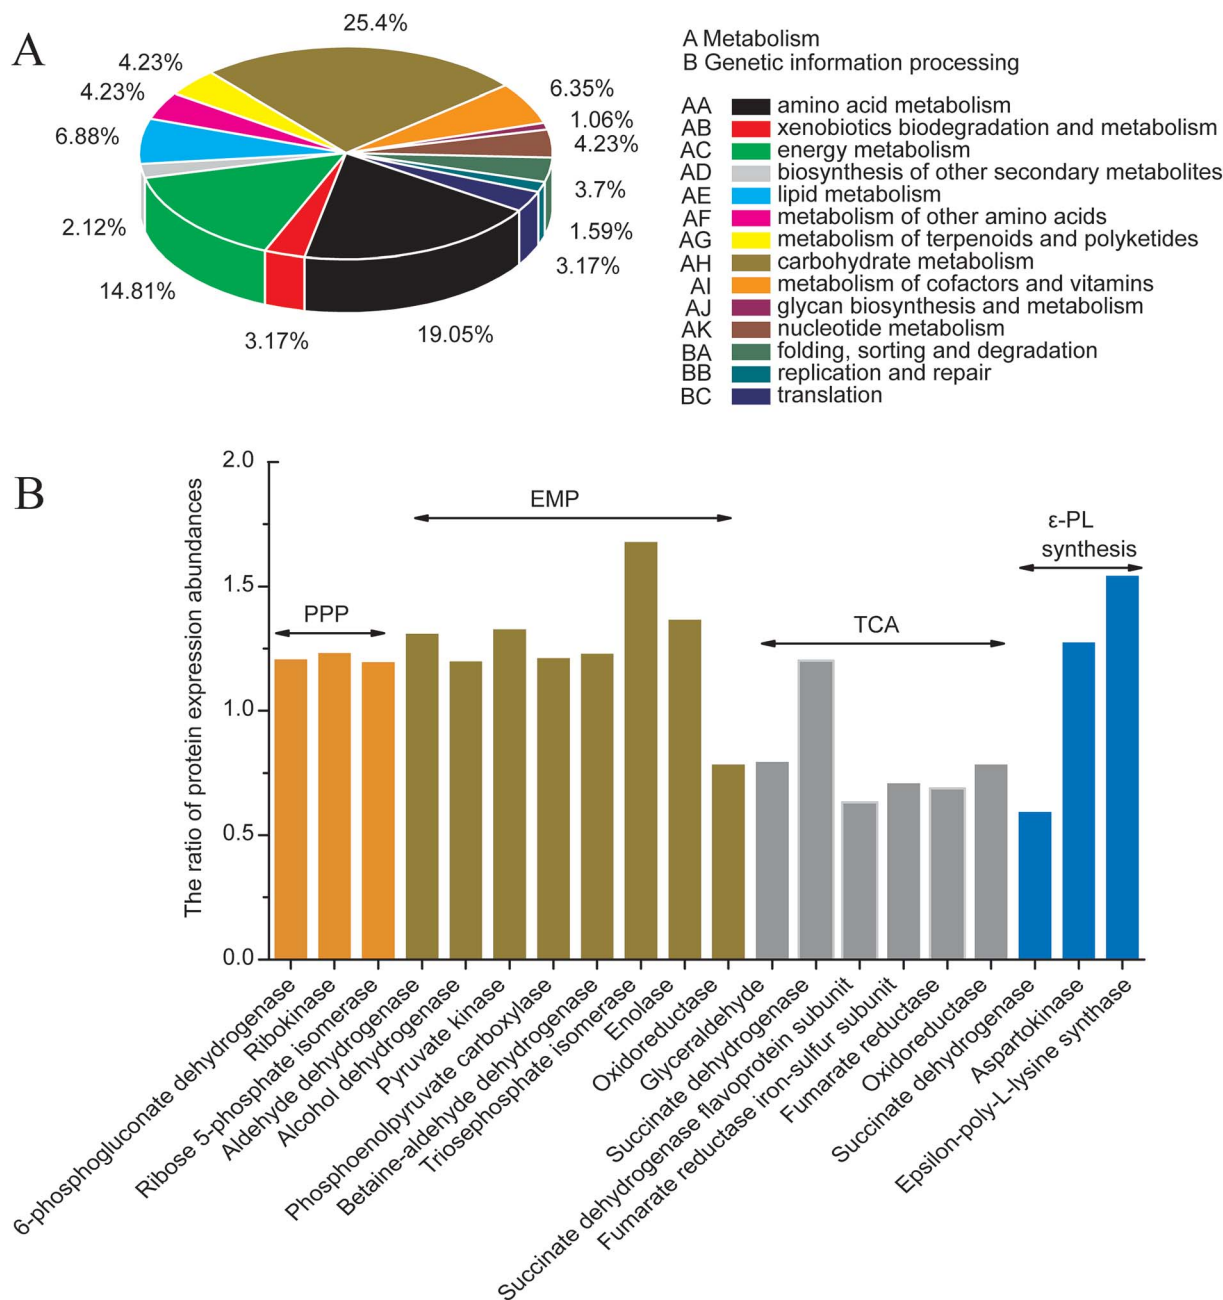 A
25.4%
4.23%
4.23%
6.88%
2.12%
14.81%
3.17%
19.05%
3.17%
1.59%
3.7%
4.23%
1.06%
6.35%
A Metabolism
B Genetic information processing
AA amino acid metabolism
AB xenobiotics biodegradation and metabolism
AC energy metabolism
AD biosynthesis of other secondary metabolites
AE lipid metabolism
AF metabolism of other amino acids
AG metabolism of terpenoids and polyketides
AH carbohydrate metabolism
AI metabolism of cofactors and vitamins
AJ glycan biosynthesis and metabolism
AK nucleotide metabolism
BA folding, sorting and degradation
BB replication and repair
BC translation
B
The ratio of protein expression abundances
2.0
1.5
1.0
0.5
0.0
PPP
EMP
TCA
ε-PL
synthesis
6-phosphogluconate dehydrogenase
Ribokinase
Ribose 5-phosphate isomerase
Aldehyde dehydrogenase
Alcohol dehydrogenase
Pyruvate kinase
Phosphoenolpyruvate carboxylase
Betaine-aldehyde dehydrogenase
Triosephosphate isomerase
Enolase
Oxidoreductase
Glyceraldehyde
Succinate dehydrogenase
Succinate dehydrogenase flavoprotein subunit
Fumarate reductase iron-sulfur subunit
Fumarate reductase
Oxidoreductase
Succinate dehydrogenase
Aspartokinase
Epsilon-poly-L-lysine synthase